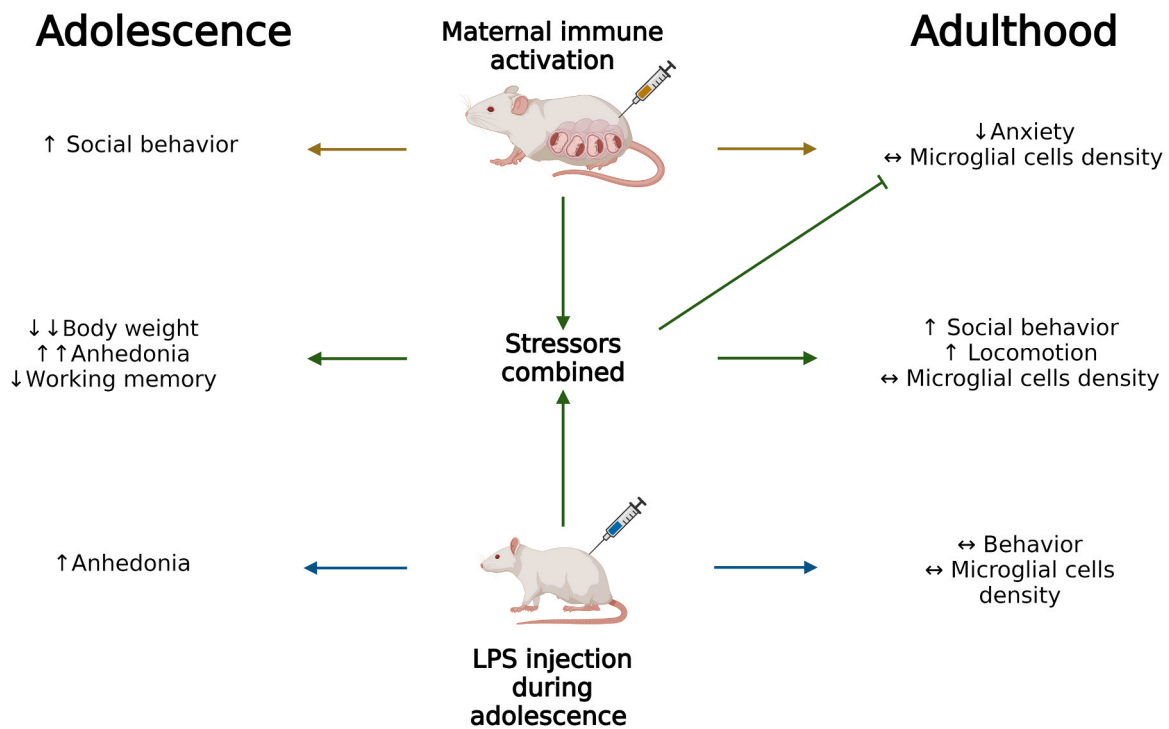 Adolescence
Maternal immune
activation
Adulthood
↑ Social behavior
↓Anxiety
↔ Microglial cells density
↓↓Body weight
↑↑Anhedonia
↓Working memory
Stressors
combined
↑ Social behavior
↑ Locomotion
↔ Microglial cells density
↑Anhedonia
↔ Behavior
↔ Microglial cells
density
LPS injection
during
adolescence